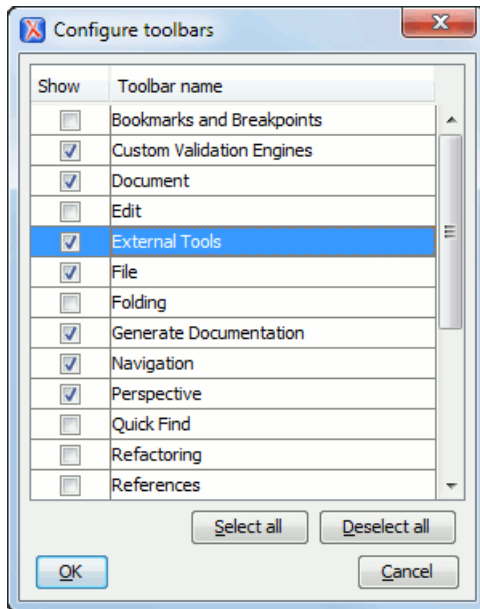 Configure toolbars
Show Toolbar name
Bookmarks and Breakpoints
Custom Validation Engines
Document
Edit
External Tools
File
Folding
Generate Documentation
Navigation
Perspective
Quick Find
Refactoring
References
Select all Deselect all
OK Cancel